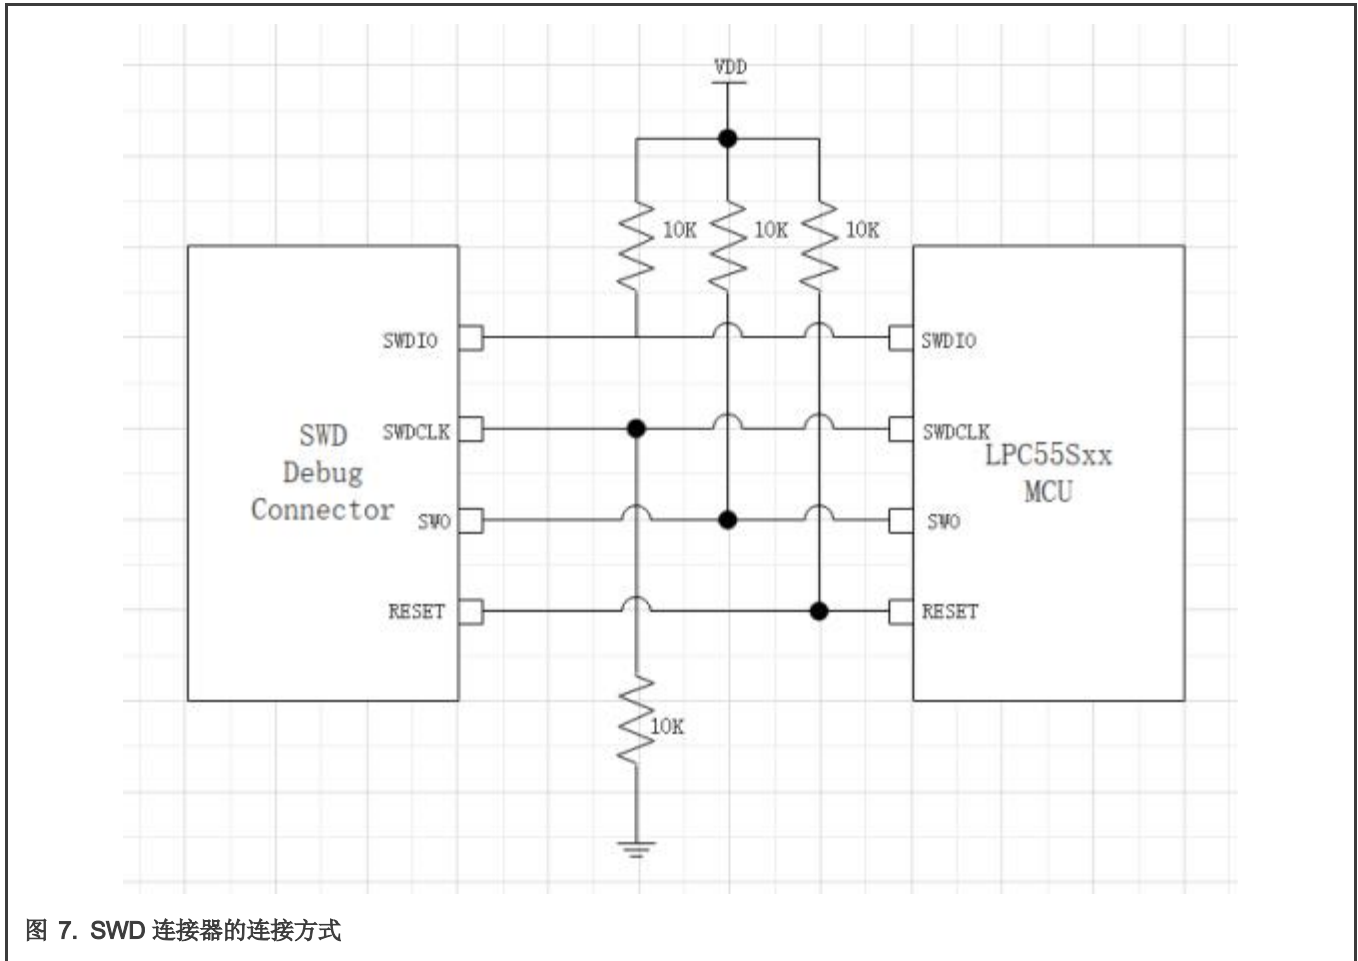 VDD
10K
10K
10K
SWDIO
SWDIO
SWD
Debug
Connector
SWDCLK
SWDCLK
LPC55Sxx
MCU
SWO
SWO
RESET
RESET
10K
图 7. SWD 连接器的连接方式